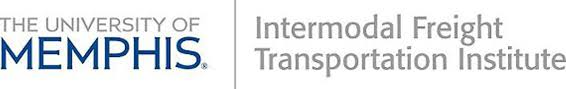 THE UNIVERSITY OF
MEMPHIS®
Intermodal Freight
Transportation Institute